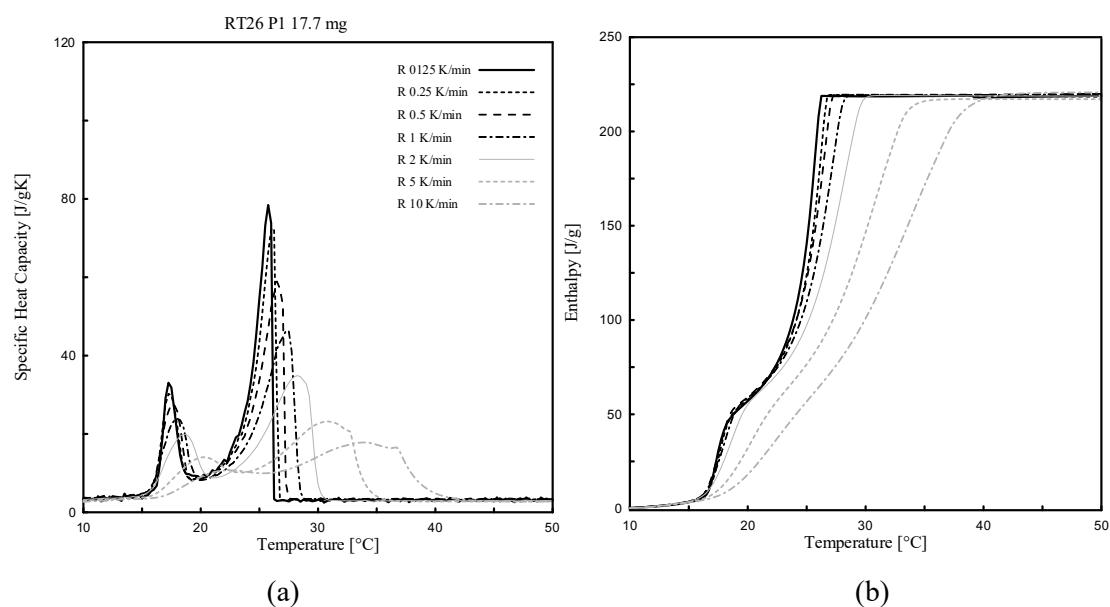 RT26 P1 17.7 mg
120
80
40
0
Specific Heat Capacity [J/gK]
R 0125 K/min
R 0.25 K/min
R 0.5 K/min
R 1 K/min
R 2 K/min
R 5 K/min
R 10 K/min
10 20 30 40 50
Temperature [°C]
(a)
250
200
150
100
50
0
Enthalpy [J/g]
10 20 30 40 50
Temperature [°C]
(b)